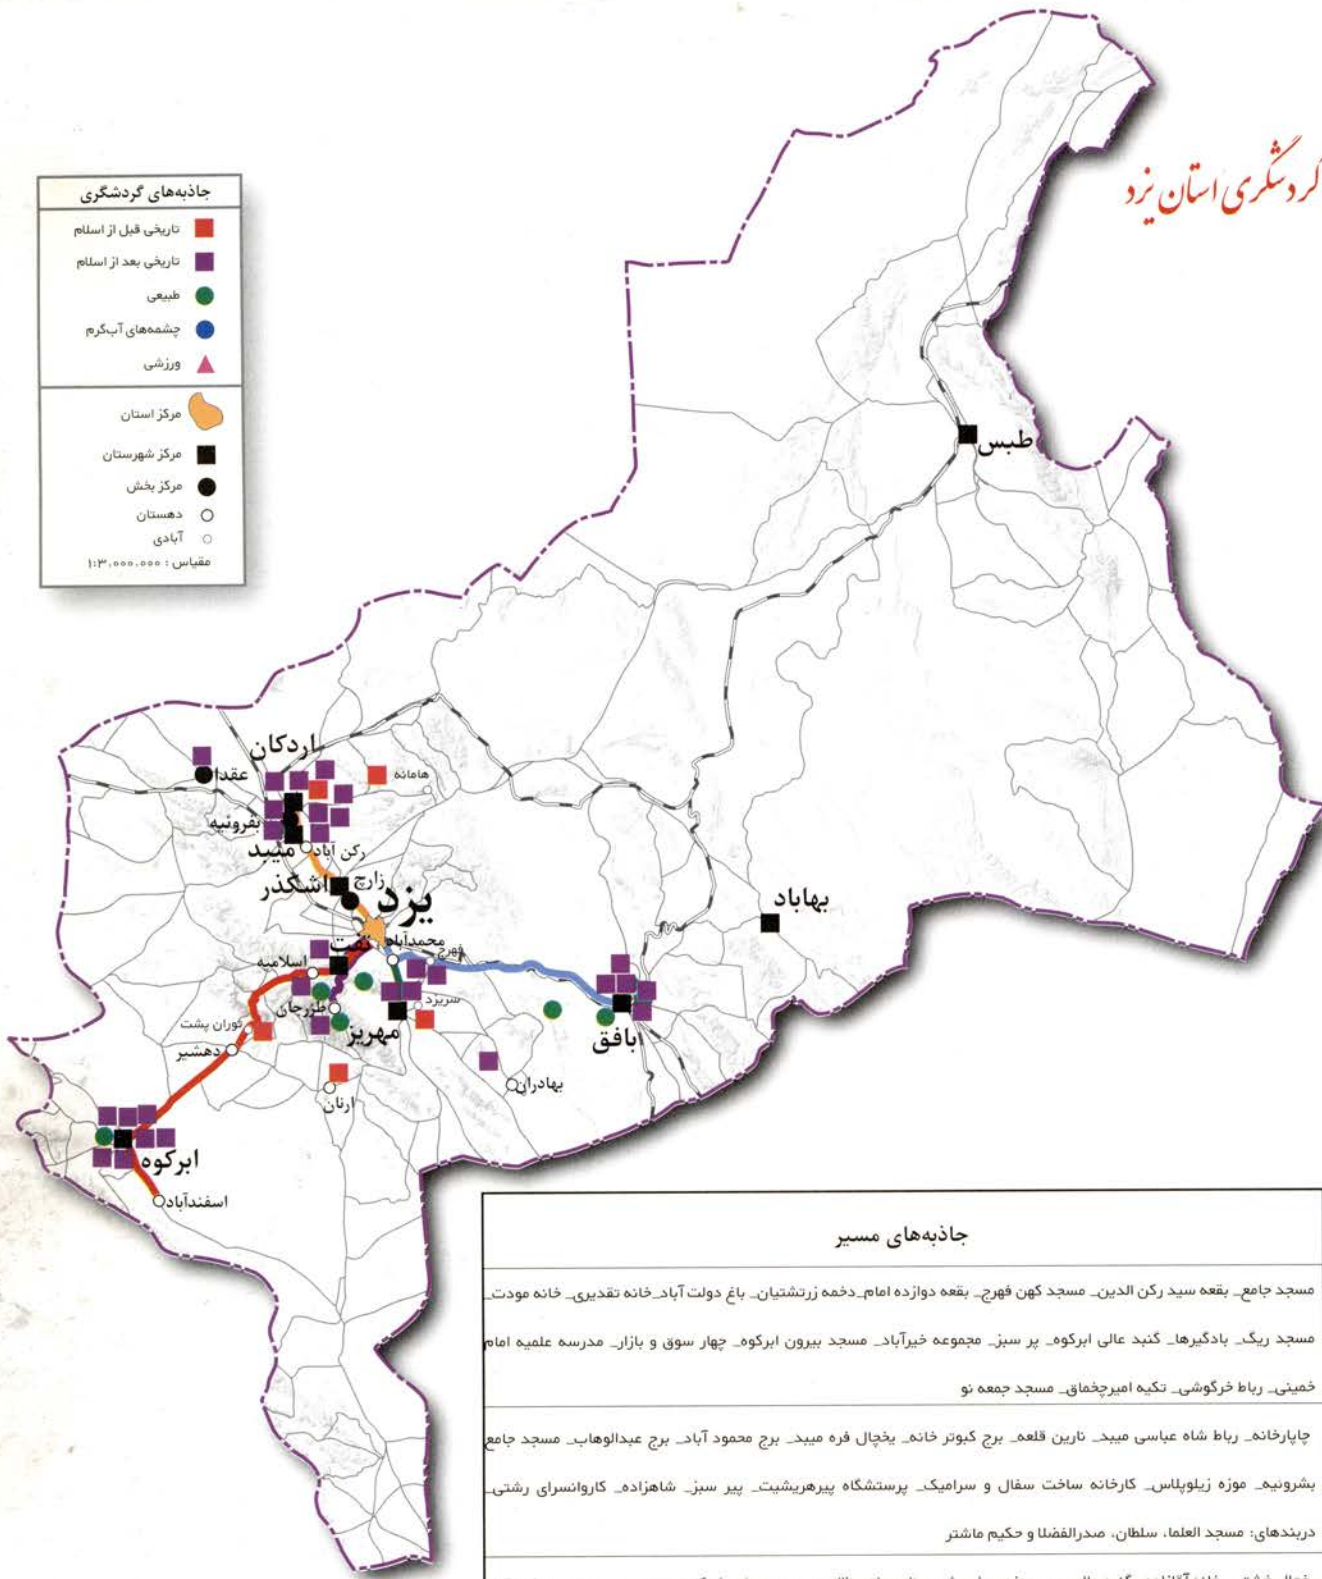 گردشگری استان یزد
جاذبه‌های گردشگری
تاریخی قبل از اسلام
تاریخی بعد از اسلام
طبیعی
چشمه‌های آب‌گرم
ورزشی
مرکز استان
مرکز شهرستان
مرکز بخش
دهستان
آبادی
مقیاس : ۱:۳.۰۰۰.۰۰۰
طبس
اردکان
عقدا
هامانه
بفروئیه
میبد
رکن آباد
اشکذر
زارچ
یزد
بهاباد
تفت
محمدآباد
فهرج
اسلامیه
طزرجان
سریزد
توران پشت
مهریز
بافق
دهشیر
بهادران
ارنان
ابرکوه
اسفندآباد
جاذبه‌های مسیر
مسجد جامع_ بقعه سید رکن الدین_ مسجد کهن فهرج_ بقعه دوازده امام_دخمه زرتشتیان_ باغ دولت آباد_خانه تقدیری_ خانه مودت_
مسجد ریگ_ بادگیرها_ گنبد عالی ابرکوه_ پر سبز_ مجموعه خیرآباد_ مسجد بیرون ابرکوه_ چهار سوق و بازار_ مدرسه علمیه امام
خمینی_ رباط خرگوشی_ تکیه امیرچخماق_ مسجد جمعه نو
چاپارخانه_ رباط شاه عباسی میبد_ نارین قلعه_ برج کبوتر خانه_ یخچال فره میبد_ برج محمود آباد_ برج عبدالوهاب_ مسجد جامع
بشرونیه_ موزه زیلوپلاس_ کارخانه ساخت سفال و سرامیک_ پرستشگاه پیرهریشیت_ پیر سبز_ شاهزاده_ کاروانسرای رشتی_
دربندهای: مسجد العلما، سلطان، صدرالفضلا و حکیم ماشتر